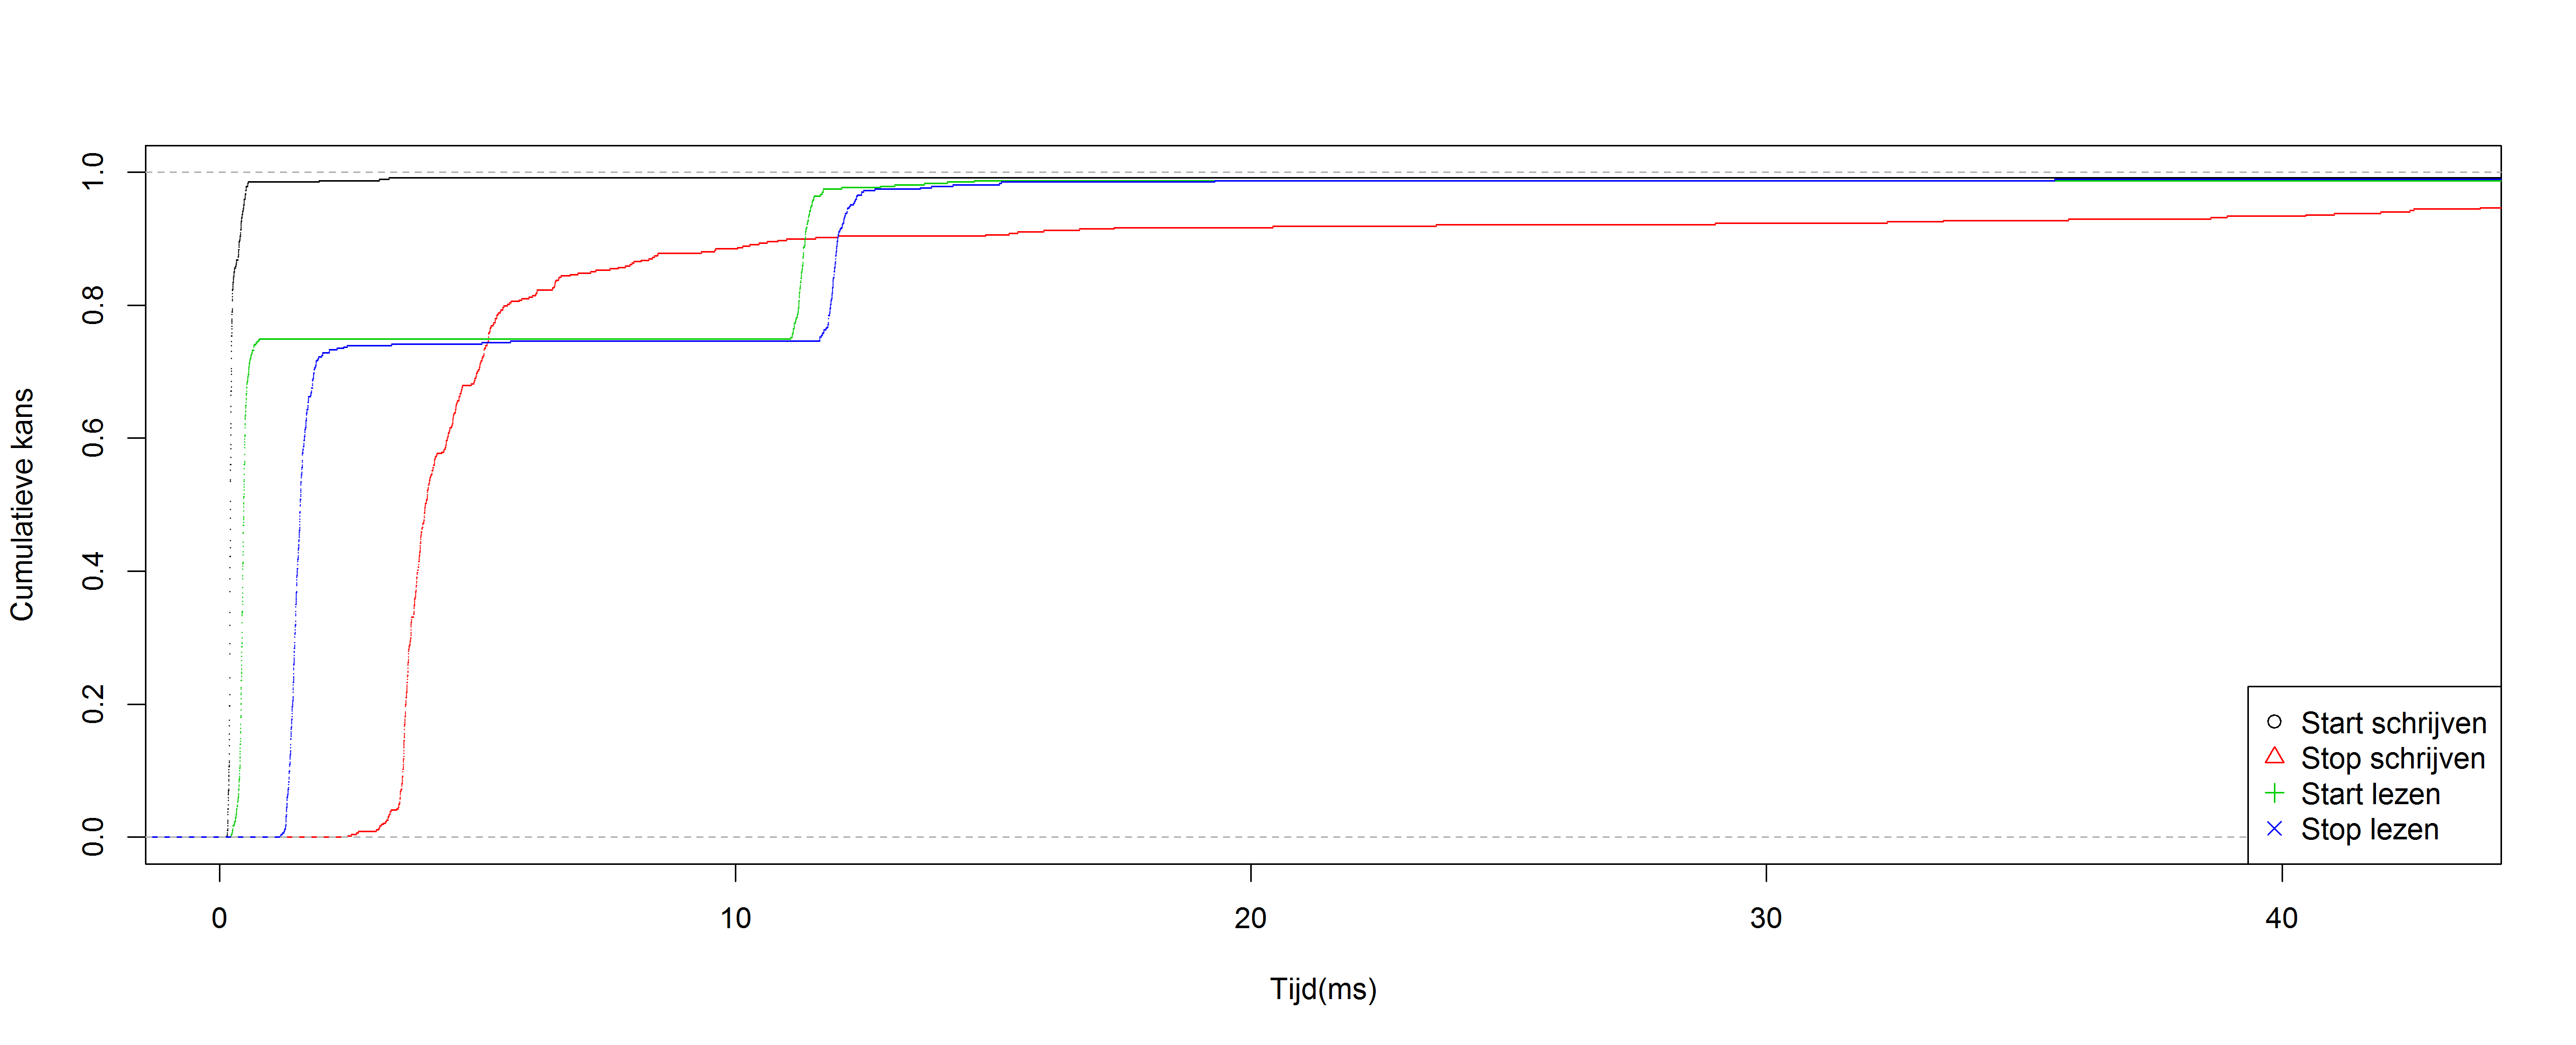 Cumulatieve kans
1.0
0.8
0.6
0.4
0.2
0.0
Start schrijven
Stop schrijven
Start lezen
Stop lezen
0 10 20 30 40
Tijd(ms)